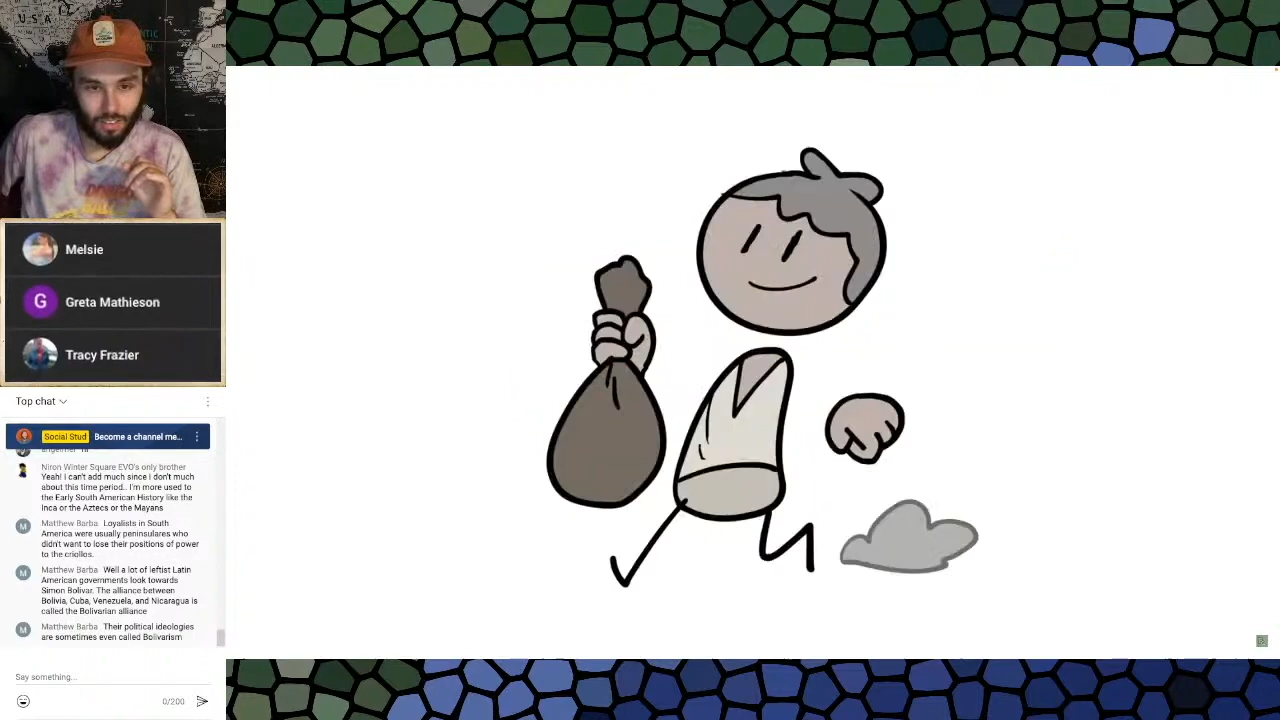 U.S.A
Melsie
G
Greta Mathieson
Tracy Frazier
Top chat
Social Stud Become a channel me...
Niron Winter Square EVO's only brother
Yeah! I can't add much since I don't much
about this time period.. I'm more used to
the Early South American History like the
Inca or the Aztecs or the Mayans
M
Matthew Barba Loyalists in South
America were usually peninsulares who
didn't want to lose their positions of power
to the criollos.
M
Matthew Barba Well a lot of leftist Latin
American governments look towards
Simon Bolivar. The alliance between
Bolivia, Cuba, Venezuela, and Nicaragua is
called the Bolivarian alliance
M
Matthew Barba Their political ideologies
are sometimes even called Bolivarism
Say something...
0/200